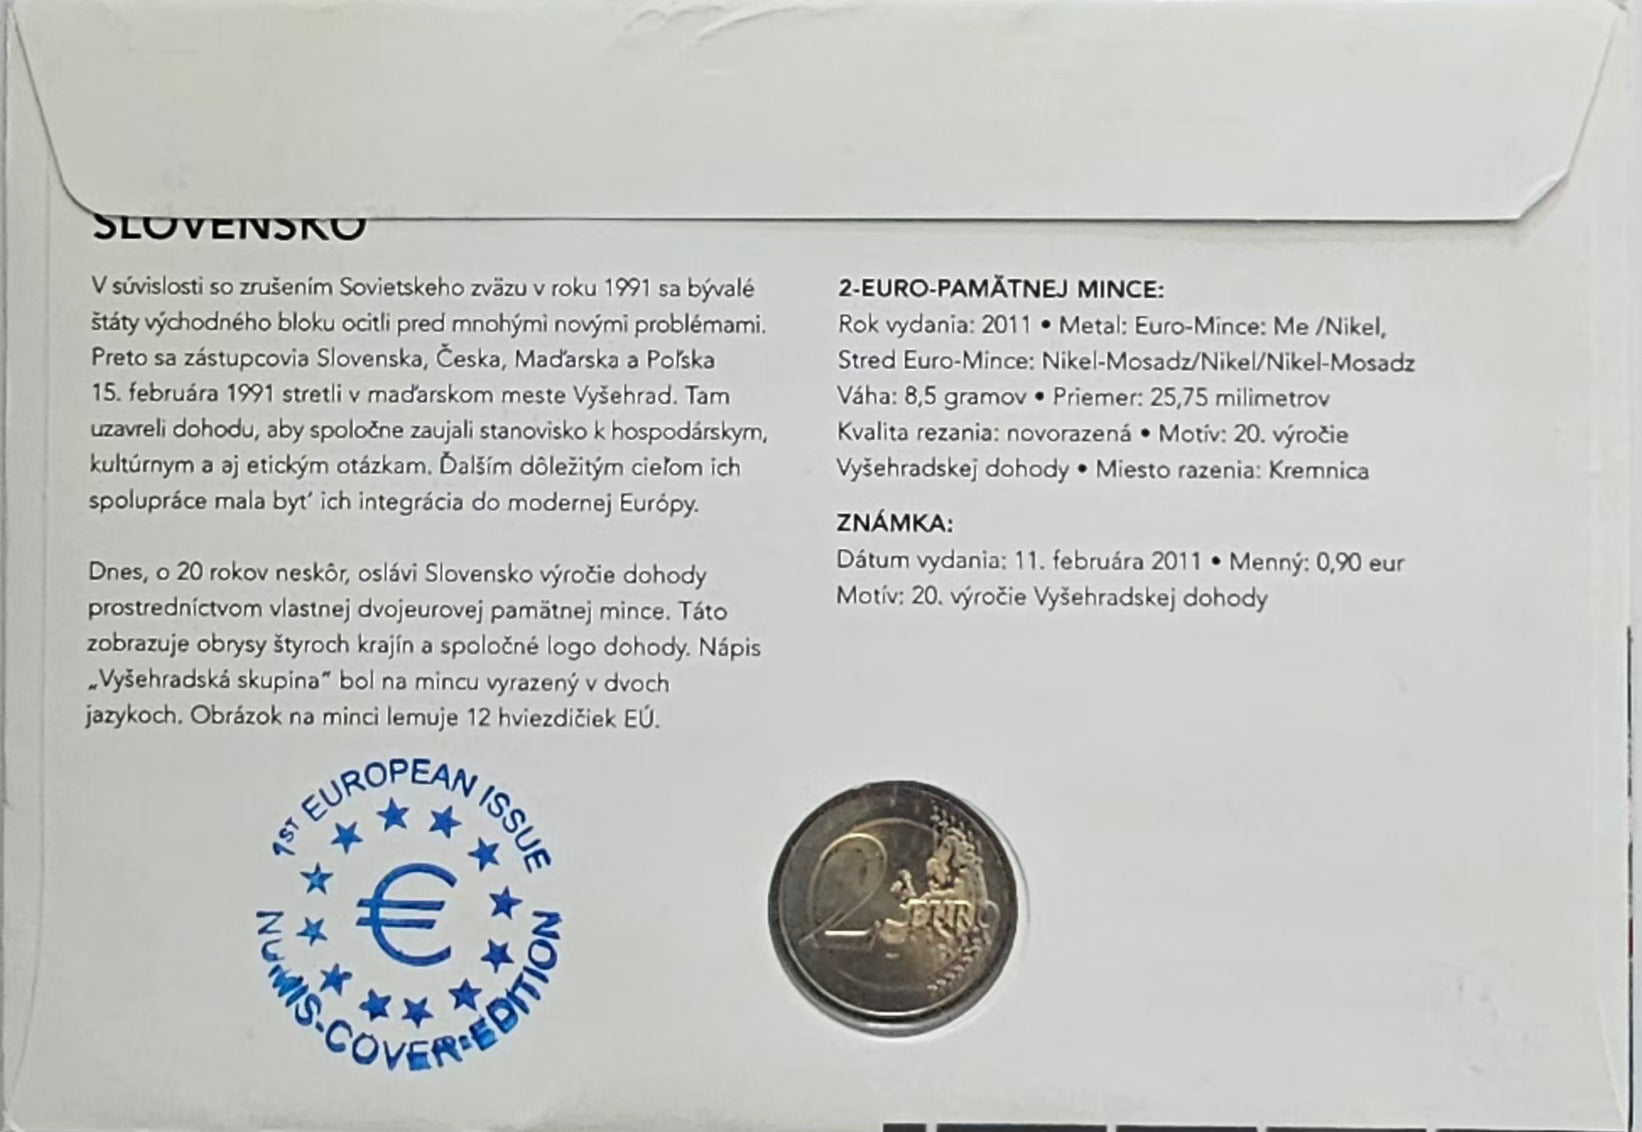 SLOVENSKO
V súvislosti so zrušením Sovietskeho zväzu v roku 1991 sa bývalé
štáty východného bloku ocitli pred mnohými novými problémami.
Preto sa zástupcovia Slovenska, Česka, Maďarska a Poľska
15. februára 1991 stretli v maďarskom meste Vyšehrad. Tam
uzavreli dohodu, aby spoločne zaujali stanovisko k hospodárskym,
kultúrnym a aj etickým otázkam. Ďalším dôležitým cieľom ich
spolupráce mala byt’ ich integrácia do modernej Európy.
Dnes, o 20 rokov neskôr, oslávi Slovensko výročie dohody
prostredníctvom vlastnej dvojeurovej pamätnej mince. Táto
zobrazuje obrysy štyroch krajín a spoločné logo dohody. Nápis
„Vyšehradská skupina“ bol na mincu vyrazený v dvoch
jazykoch. Obrázok na minci lemuje 12 hviezdičiek EÚ.
2-EURO-PAMÄTNEJ MINCE:
Rok vydania: 2011 • Metal: Euro-Mince: Me /Nikel,
Stred Euro-Mince: Nikel-Mosadz/Nikel/Nikel-Mosadz
Váha: 8,5 gramov • Priemer: 25,75 milimetrov
Kvalita rezania: novorazená • Motív: 20. výročie
Vyšehradskej dohody • Miesto razenia: Kremnica
ZNÁMKA:
Dátum vydania: 11. februára 2011 • Menný: 0,90 eur
Motív: 20. výročie Vyšehradskej dohody
1ST EUROPEAN ISSUE
€
NUMIS-COVER-EDITION
2 EURO